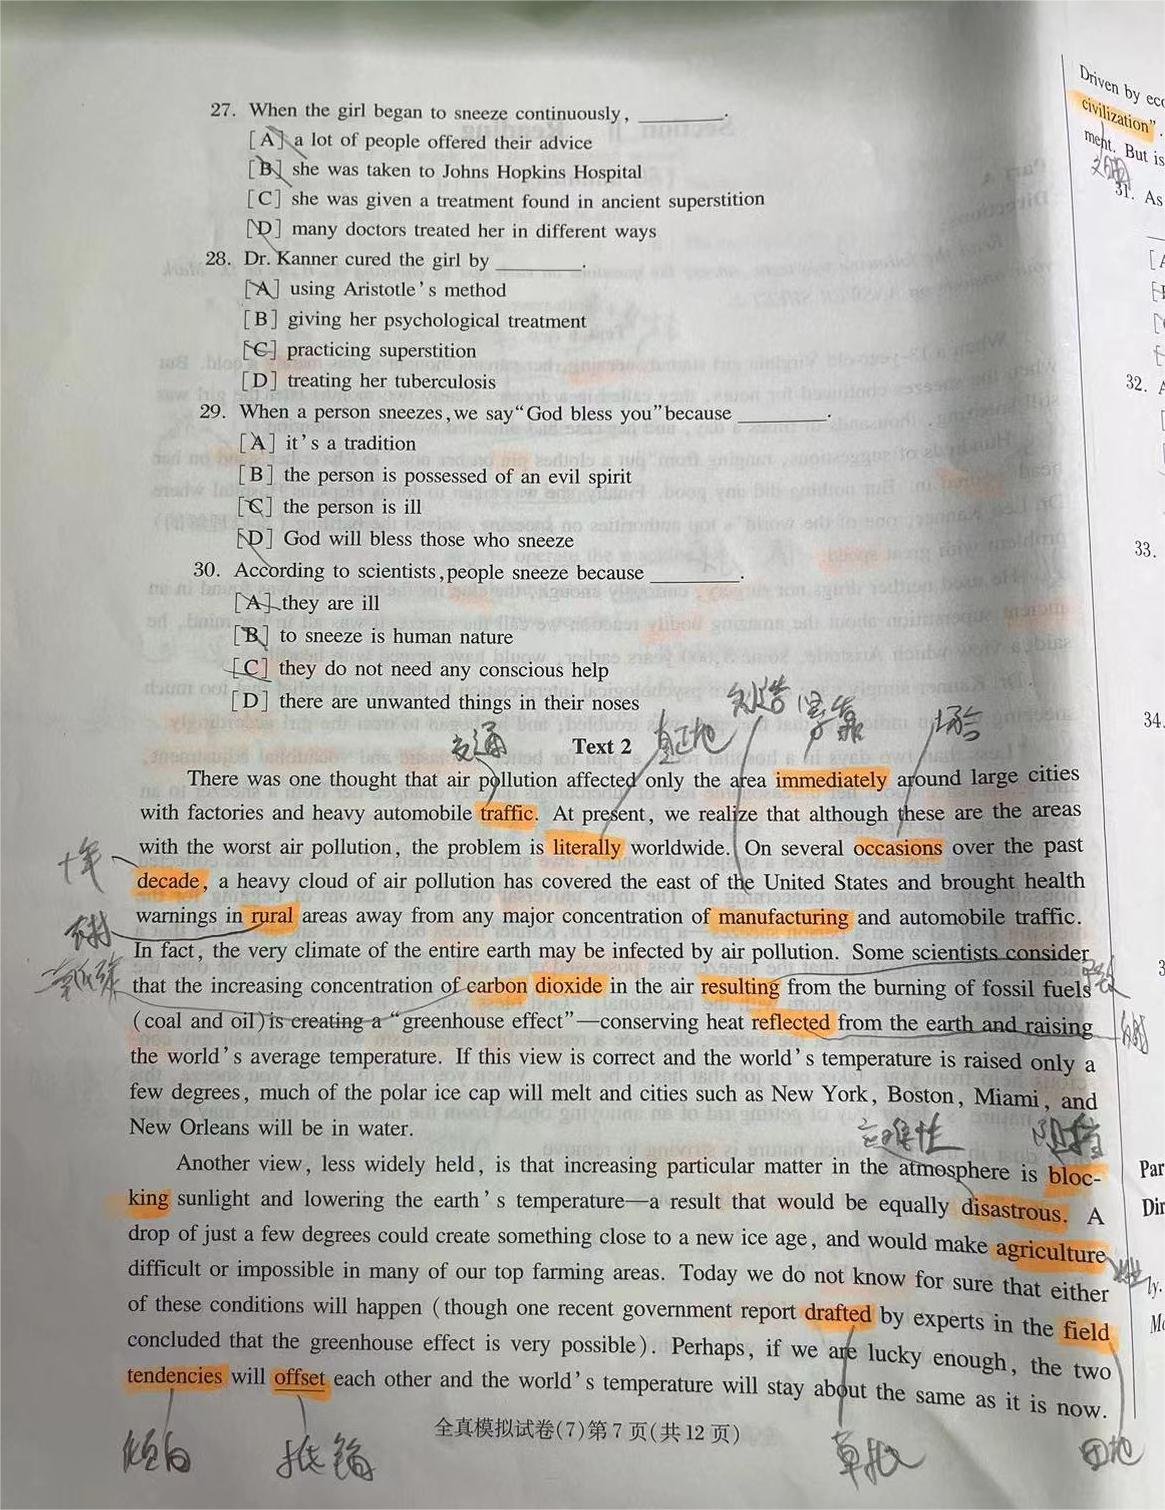 27. When the girl began to sneeze continuously, ________.
[A] a lot of people offered their advice
[B] she was taken to Johns Hopkins Hospital
[C] she was given a treatment found in ancient superstition
[D] many doctors treated her in different ways
28. Dr. Kanner cured the girl by ________.
[A] using Aristotle's method
[B] giving her psychological treatment
[C] practicing superstition
[D] treating her tuberculosis
29. When a person sneezes, we say "God bless you" because ________.
[A] it's a tradition
[B] the person is possessed of an evil spirit
[C] the person is ill
[D] God will bless those who sneeze
30. According to scientists, people sneeze because ________.
[A] they are ill
[B] to sneeze is human nature
[C] they do not need any conscious help
[D] there are unwanted things in their noses
制造
交通
Text 2
There was one thought that air pollution affected only the area immediately around large cities
with factories and heavy automobile traffic. At present, we realize that although these are the areas
with the worst air pollution, the problem is literally worldwide. On several occasions over the past
十年
decade, a heavy cloud of air pollution has covered the east of the United States and brought health
warnings in rural areas away from any major concentration of manufacturing and automobile traffic.
农村
In fact, the very climate of the entire earth may be infected by air pollution. Some scientists consider
that the increasing concentration of carbon dioxide in the air resulting from the burning of fossil fuels
(coal and oil) is creating a "greenhouse effect"—conserving heat reflected from the earth and raising
反射
the world's average temperature. If this view is correct and the world's temperature is raised only a
few degrees, much of the polar ice cap will melt and cities such as New York, Boston, Miami, and
New Orleans will be in water.
Another view, less widely held, is that increasing particular matter in the atmosphere is bloc-
king sunlight and lowering the earth's temperature—a result that would be equally disastrous. A
drop of just a few degrees could create something close to a new ice age, and would make agriculture
difficult or impossible in many of our top farming areas. Today we do not know for sure that either
of these conditions will happen (though one recent government report drafted by experts in the field
concluded that the greenhouse effect is very possible). Perhaps, if we are lucky enough, the two
tendencies will offset each other and the world's temperature will stay about the same as it is now.
全真模拟试卷(7)第 7 页(共 12 页)
倾向
抵销
草拟
田地
Driven by
civilization".
ment. But is
文明
31. As
32. A
33.
34.
Par
Dir
ly.